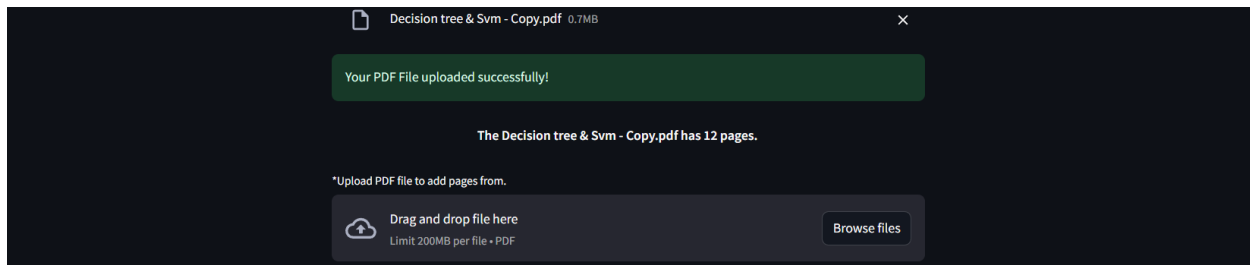 Decision tree & Svm - Copy.pdf 0.7MB
Your PDF File uploaded successfully!
The Decision tree & Svm - Copy.pdf has 12 pages.
*Upload PDF file to add pages from.
Drag and drop file here
Limit 200MB per file • PDF
Browse files